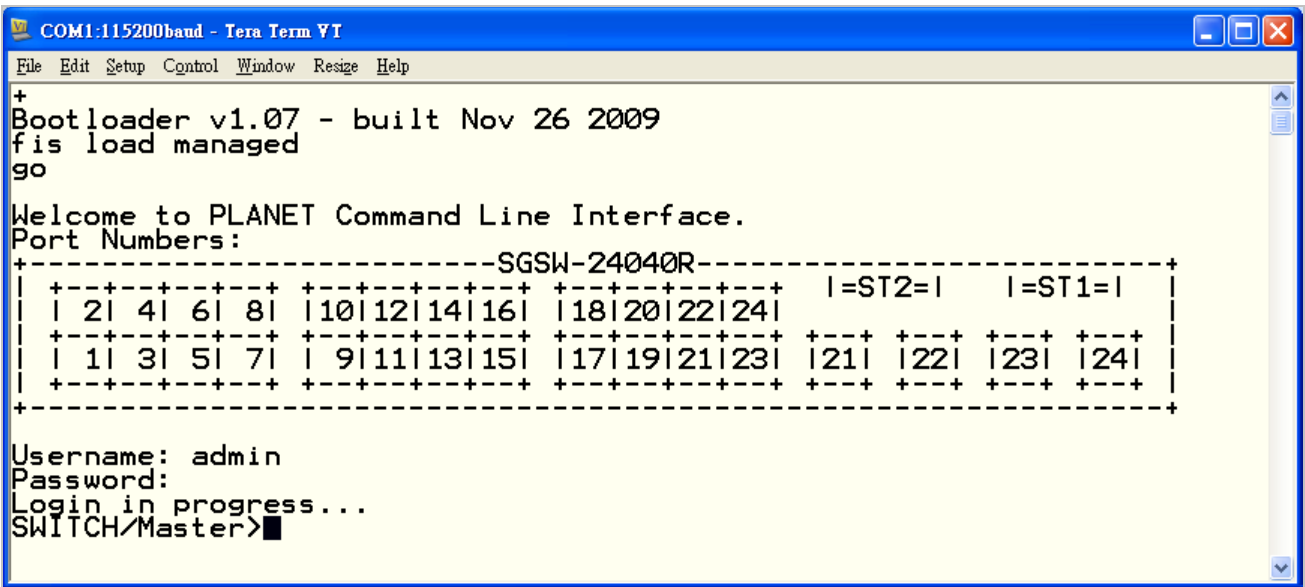 COM1:115200baud - Tera Term VT
File Edit Setup Control Window Resize Help
+
Bootloader v1.07 - built Nov 26 2009
fis load managed
go
Welcome to PLANET Command Line Interface.
Port Numbers:
+---------------------------SGSW-24040R---------------------------+
|  +--+--+--+--+  +--+--+--+--+  +--+--+--+--+   |=ST2=|    |=ST1=|   |
|  | 2| 4| 6| 8|  |10|12|14|16|  |18|20|22|24|                        |
|  +--+--+--+--+  +--+--+--+--+  +--+--+--+--+  +--+  +--+  +--+  +--+  |
|  | 1| 3| 5| 7|  | 9|11|13|15|  |17|19|21|23|  |21|  |22|  |23|  |24|  |
|  +--+--+--+--+  +--+--+--+--+  +--+--+--+--+  +--+  +--+  +--+  +--+  |
+------------------------------------------------------------------+
Username: admin
Password:
Login in progress...
SWITCH/Master>